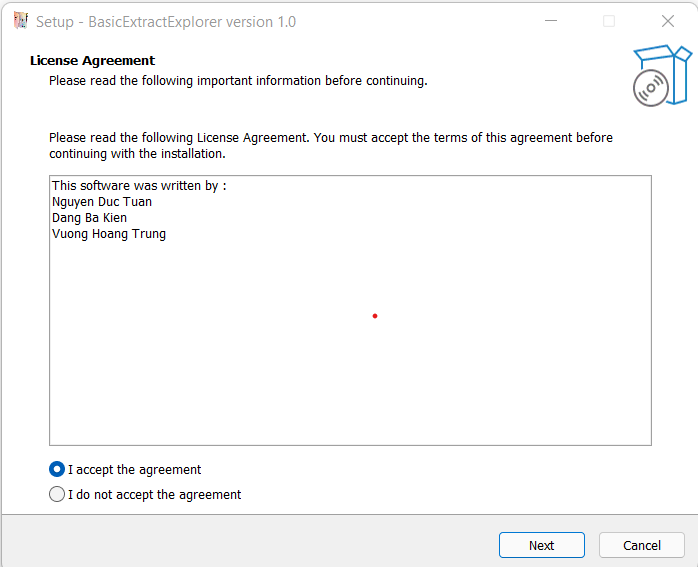 Setup - BasicExtractExplorer version 1.0
License Agreement
Please read the following important information before continuing.
Please read the following License Agreement. You must accept the terms of this agreement before
continuing with the installation.
This software was written by :
Nguyen Duc Tuan
Dang Ba Kien
Vuong Hoang Trung
I accept the agreement
I do not accept the agreement
Next
Cancel